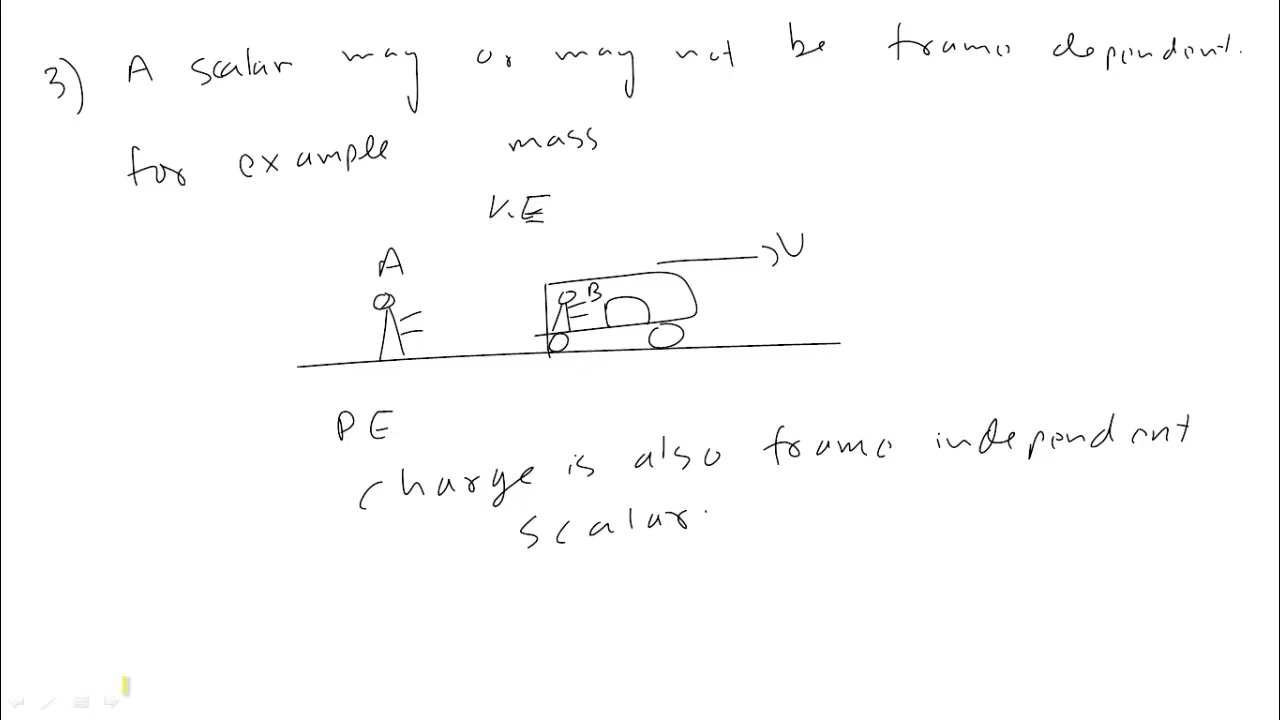 3) A scalar may or may not be frame dependent.
for example mass
K.E
A
B
V
PE
charge is also frame independent
scalar.